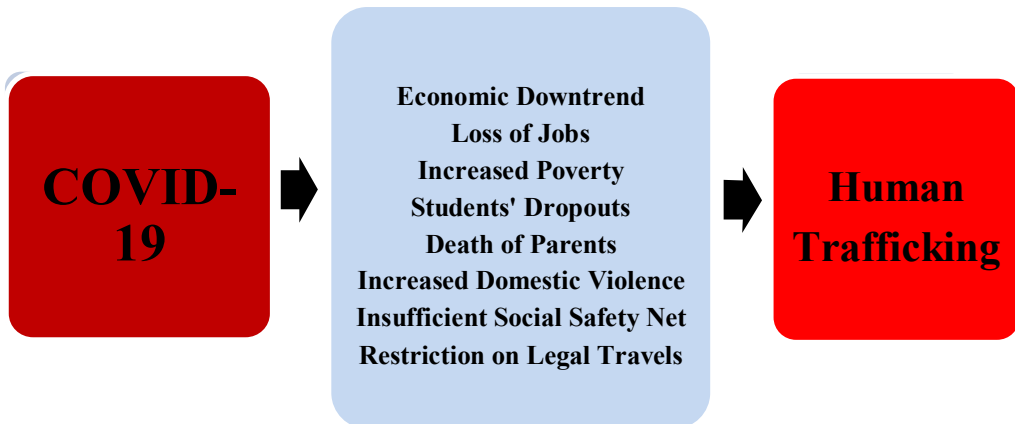 COVID-
19
Economic Downtrend
Loss of Jobs
Increased Poverty
Students' Dropouts
Death of Parents
Increased Domestic Violence
Insufficient Social Safety Net
Restriction on Legal Travels
Human
Trafficking